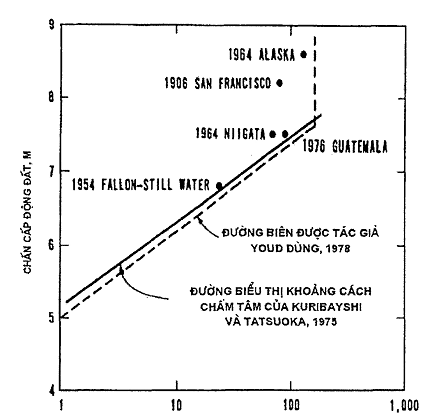 9
1964 ALASKA
1906 SAN FRANCISCO
8
1964 NIIGATA
1976 GUATEMALA
7
1954 FALLON-STILL WATER
CHẤN CẤP ĐỘNG ĐẤT, M
ĐƯỜNG BIÊN ĐƯỢC TÁC GIẢ
YOUD DÙNG, 1978
6
ĐƯỜNG BIỂU THỊ KHOẢNG CÁCH
CHẤM TÂM CỦA KURIBAYSHI
VÀ TATSUOKA, 1975
5
4
1 10 100 1,000